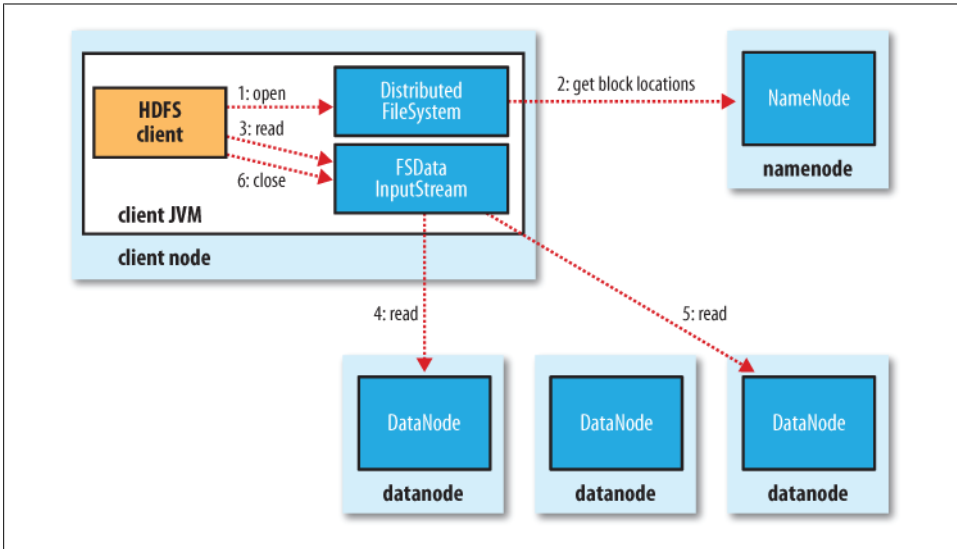 1: open
Distributed
FileSystem
2: get block locations
NameNode
HDFS
client
3: read
FSData
InputStream
6: close
namenode
client JVM
client node
4: read
5: read
DataNode
DataNode
DataNode
datanode
datanode
datanode